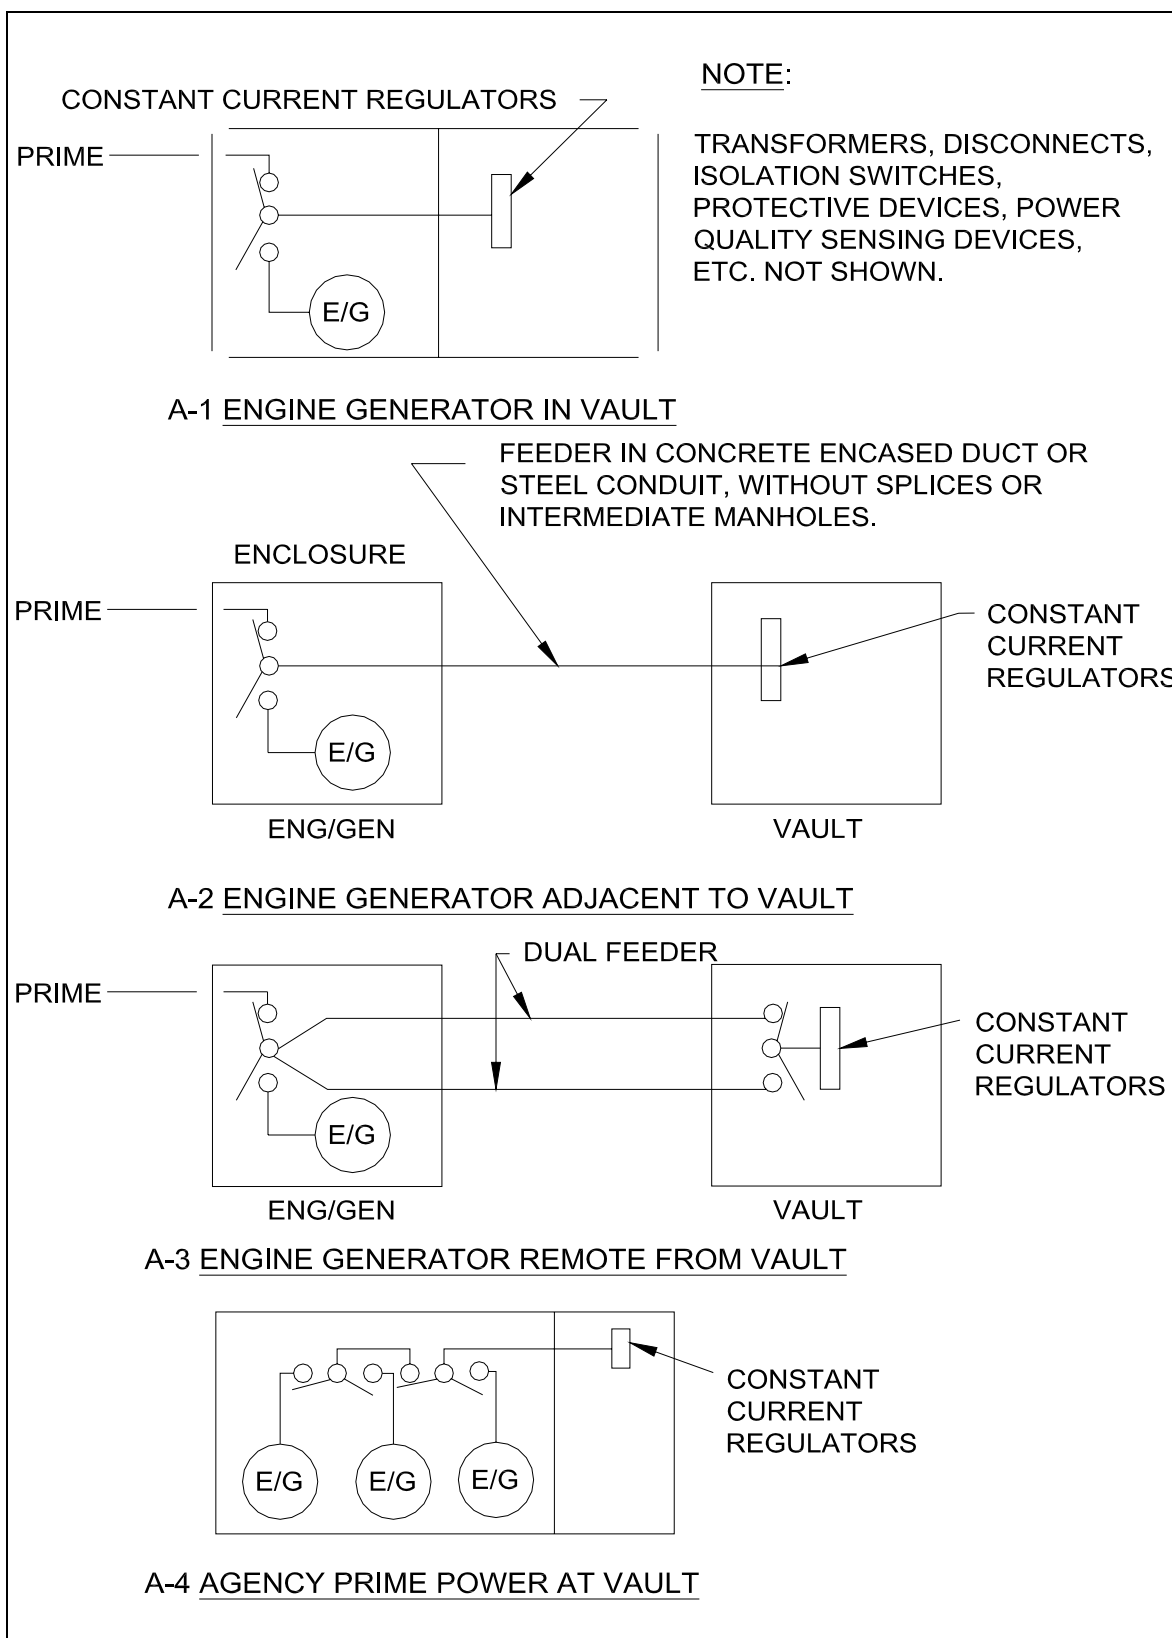 NOTE:
CONSTANT CURRENT REGULATORS
PRIME
TRANSFORMERS, DISCONNECTS,
ISOLATION SWITCHES,
PROTECTIVE DEVICES, POWER
QUALITY SENSING DEVICES,
ETC. NOT SHOWN.
E/G
A-1 ENGINE GENERATOR IN VAULT
FEEDER IN CONCRETE ENCASED DUCT OR
STEEL CONDUIT, WITHOUT SPLICES OR
INTERMEDIATE MANHOLES.
ENCLOSURE
PRIME
CONSTANT
CURRENT
REGULATORS
E/G
ENG/GEN
VAULT
A-2 ENGINE GENERATOR ADJACENT TO VAULT
DUAL FEEDER
PRIME
CONSTANT
CURRENT
REGULATORS
E/G
ENG/GEN
VAULT
A-3 ENGINE GENERATOR REMOTE FROM VAULT
CONSTANT
CURRENT
REGULATORS
E/G
E/G
E/G
A-4 AGENCY PRIME POWER AT VAULT